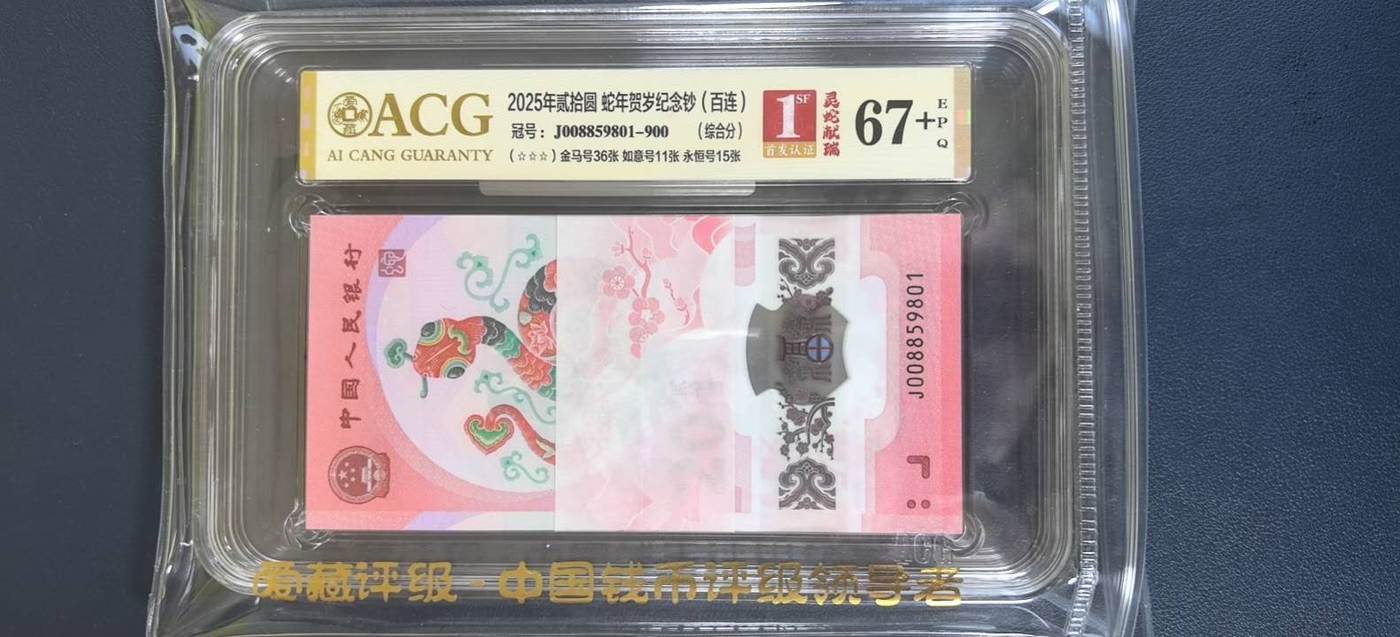 ACG
AI CANG GUARANTY
2025年贰拾圆 蛇年贺岁纪念钞（百连）
冠号：J008859801-900 （综合分）
（☆☆☆）金马号36张 如意号11张 永恒号15张
1SF
首发认证
灵蛇献瑞
67+
EPQ
中国人民银行
J008859801
爱藏评级·中国钱币评级领导者